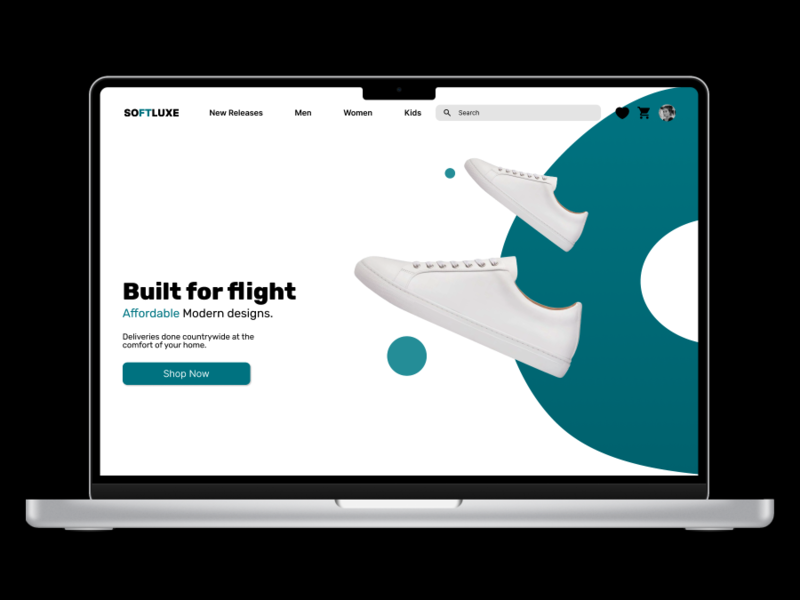 SOFTLUXE New Releases Men Women Kids Search
Built for flight
Affordable Modern designs.
Deliveries done countrywide at the
comfort of your home.
Shop Now